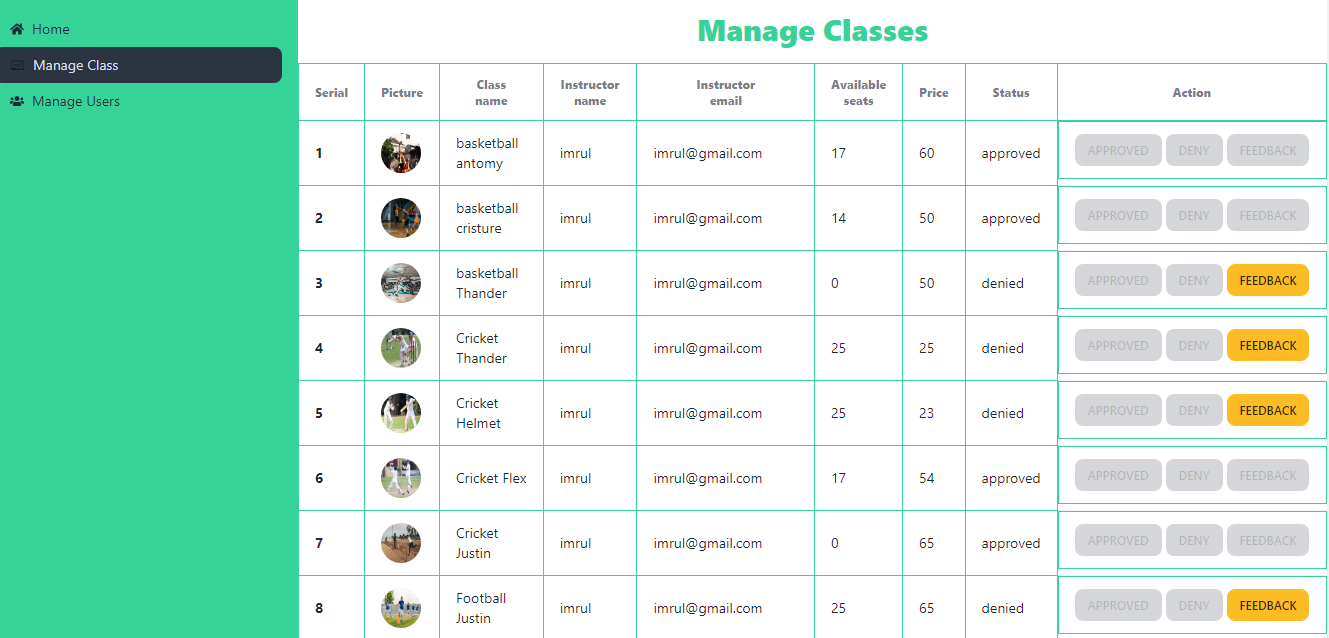 Home
Manage Class
Manage Users
Manage Classes
Serial Picture Class name Instructor name Instructor email Available seats Price Status Action
1 basketball antomy imrul imrul@gmail.com 17 60 approved APPROVED DENY FEEDBACK
2 basketball cristure imrul imrul@gmail.com 14 50 approved APPROVED DENY FEEDBACK
3 basketball Thander imrul imrul@gmail.com 0 50 denied APPROVED DENY FEEDBACK
4 Cricket Thander imrul imrul@gmail.com 25 25 denied APPROVED DENY FEEDBACK
5 Cricket Helmet imrul imrul@gmail.com 25 23 denied APPROVED DENY FEEDBACK
6 Cricket Flex imrul imrul@gmail.com 17 54 approved APPROVED DENY FEEDBACK
7 Cricket Justin imrul imrul@gmail.com 0 65 approved APPROVED DENY FEEDBACK
8 Football Justin imrul imrul@gmail.com 25 65 denied APPROVED DENY FEEDBACK